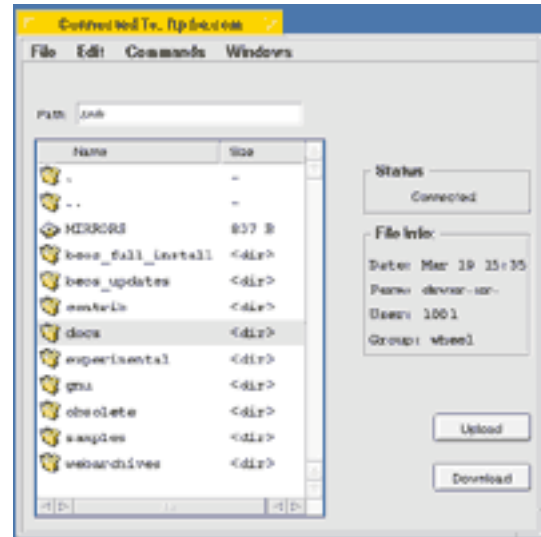 Connected To: ftp.be.com
File Edit Commands Windows
Path: /pub
Name Size
. -
.. -
MIRRORS 837 B
beos_full_install <dir>
beos_updates <dir>
contrib <dir>
docs <dir>
experimental <dir>
gnu <dir>
obsolete <dir>
samples <dir>
webarchives <dir>
Status
Connected
File Info:
Date: Mar 19 15:35
Perm:
User: 1001
Group: wheel
Upload
Download